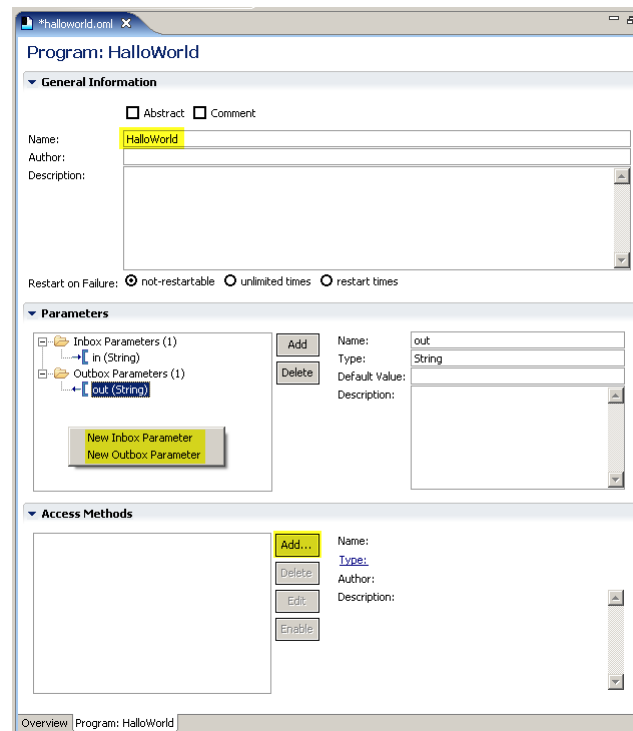 *halloworld.oml
Program: HalloWorld
General Information
Abstract Comment
Name: HalloWorld
Author:
Description:
Restart on Failure: not-restartable unlimited times restart times
Parameters
Inbox Parameters (1)
in (String)
Outbox Parameters (1)
out (String)
New Inbox Parameter
New Outbox Parameter
Add
Delete
Name: out
Type: String
Default Value:
Description:
Access Methods
Add...
Delete
Edit
Enable
Name:
Type:
Author:
Description:
Overview Program: HalloWorld